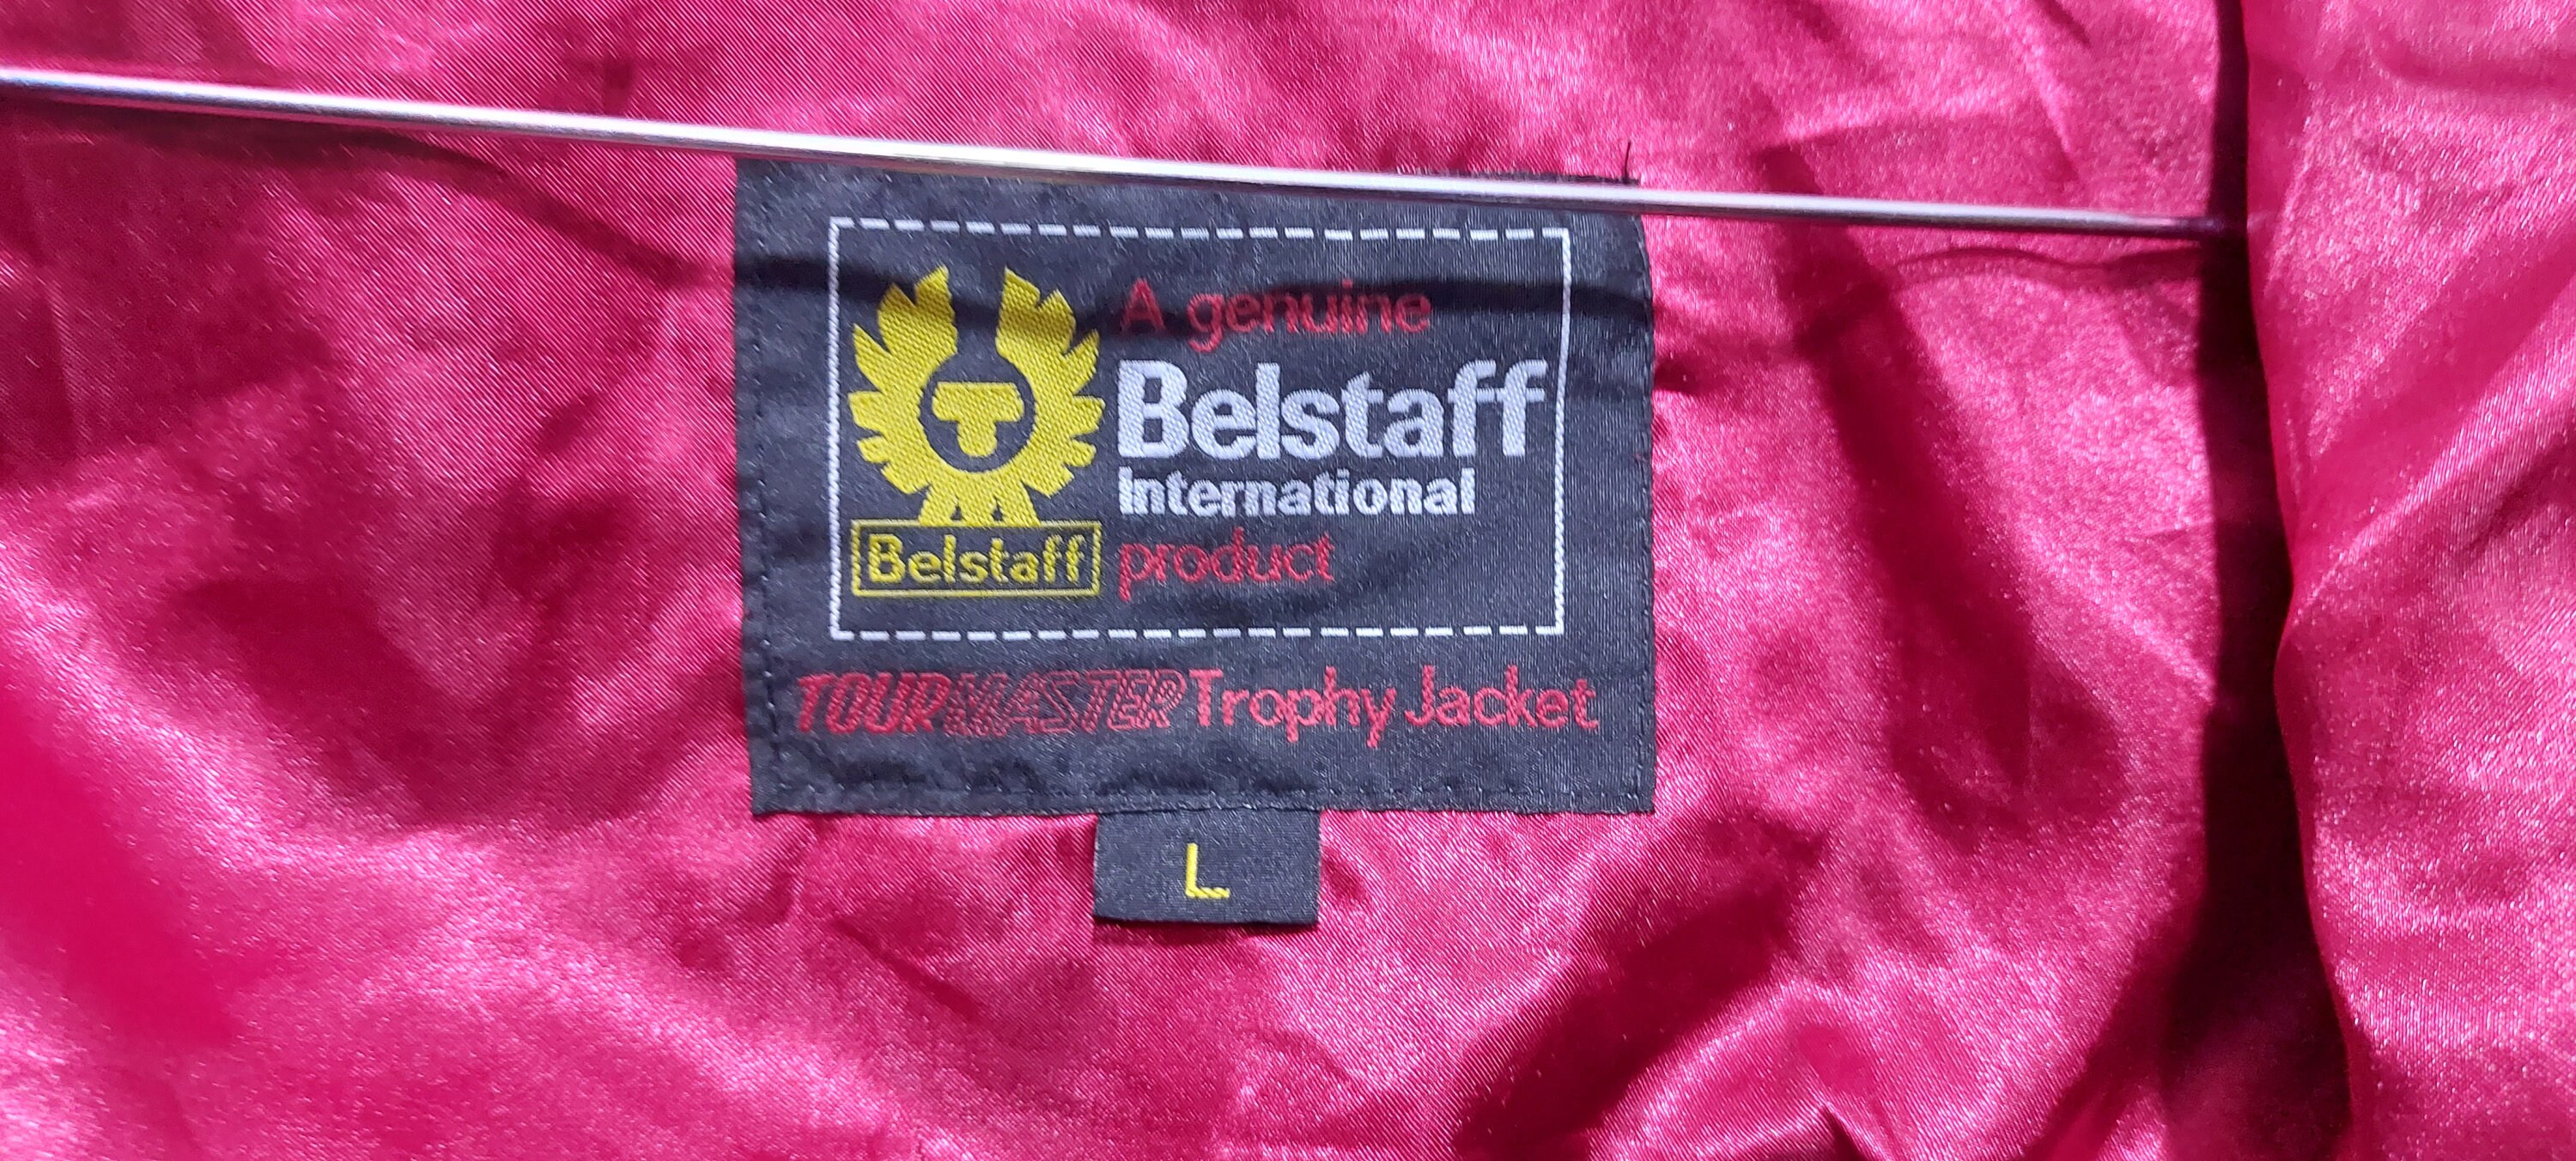 A genuine
Belstaff
International
product
Belstaff
TOURMASTER Trophy Jacket
L